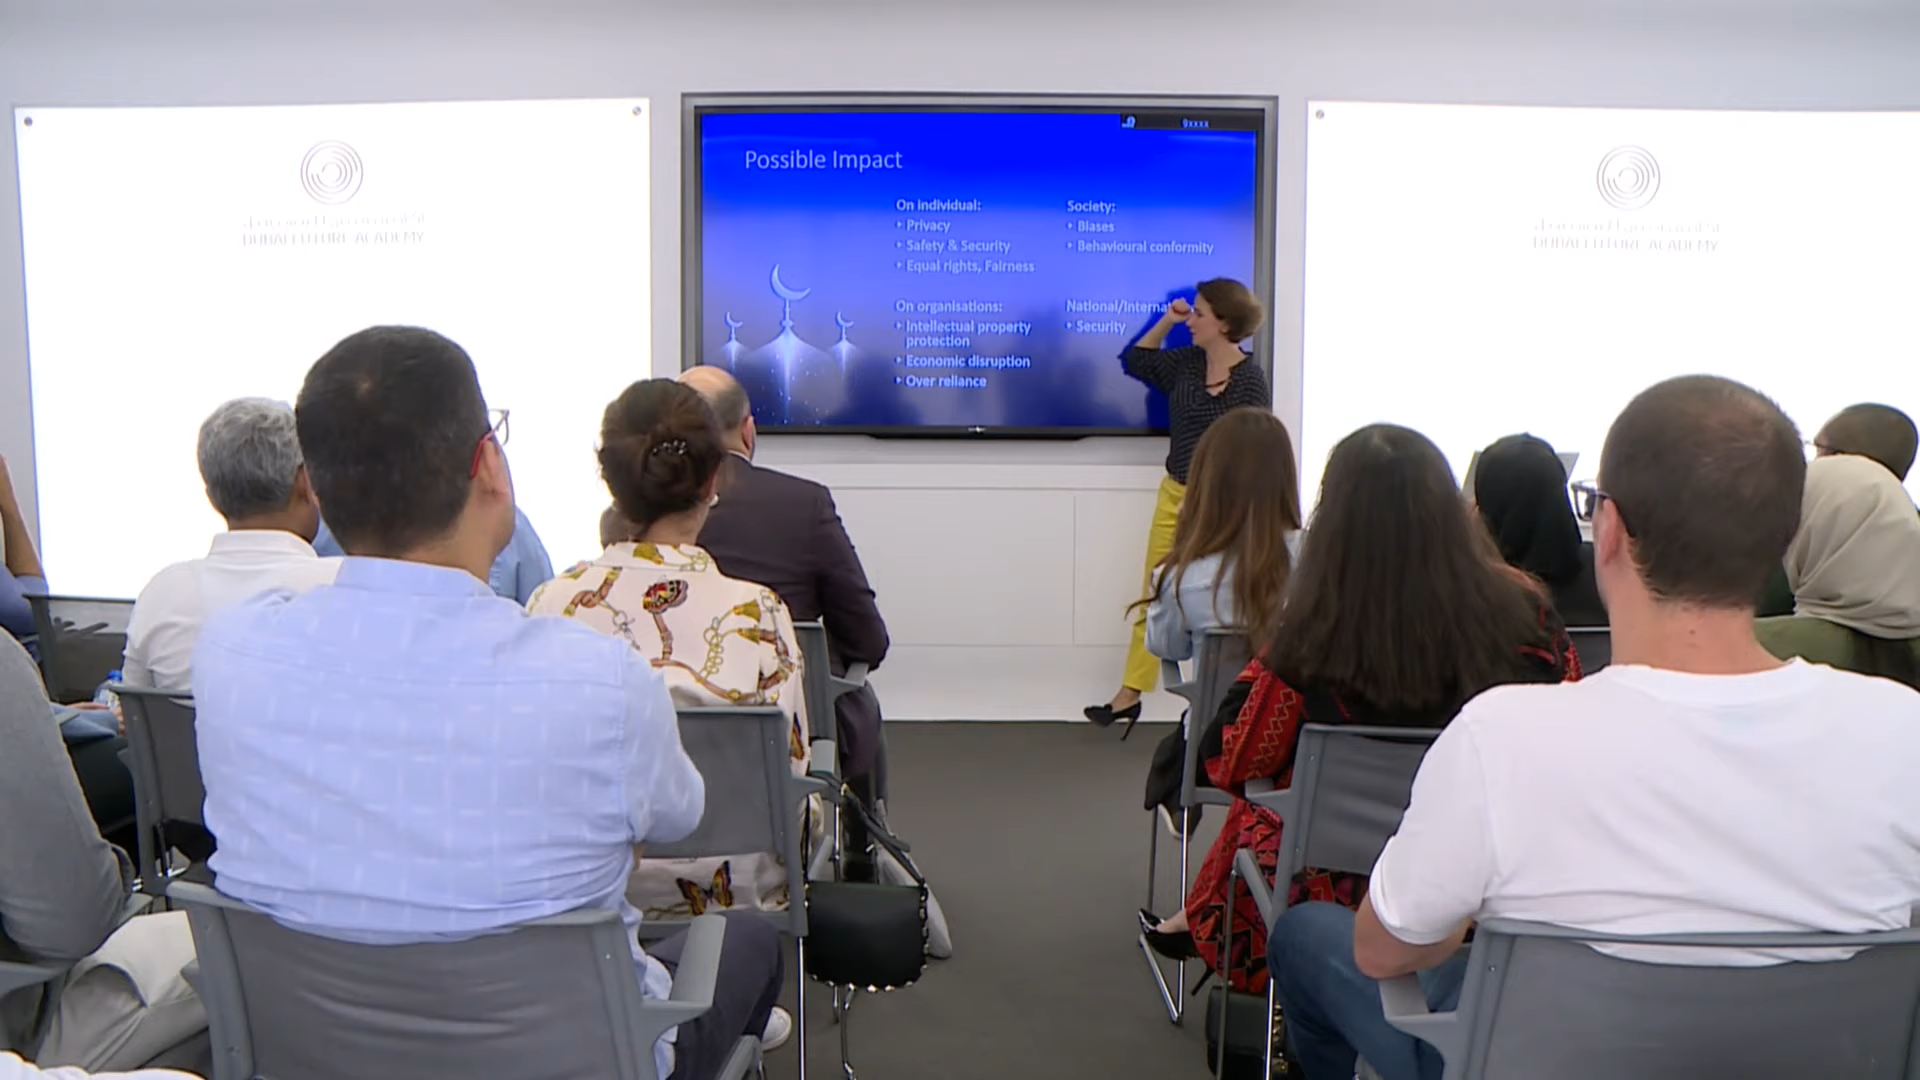 DUBAI FUTURE ACADEMY
Possible Impact
On individual:
Privacy
Safety & Security
Equal rights, Fairness
On organisations:
Intellectual property
protection
Economic disruption
Over reliance
Society:
Biases
Behavioural conformity
Security
DUBAI FUTURE ACADEMY